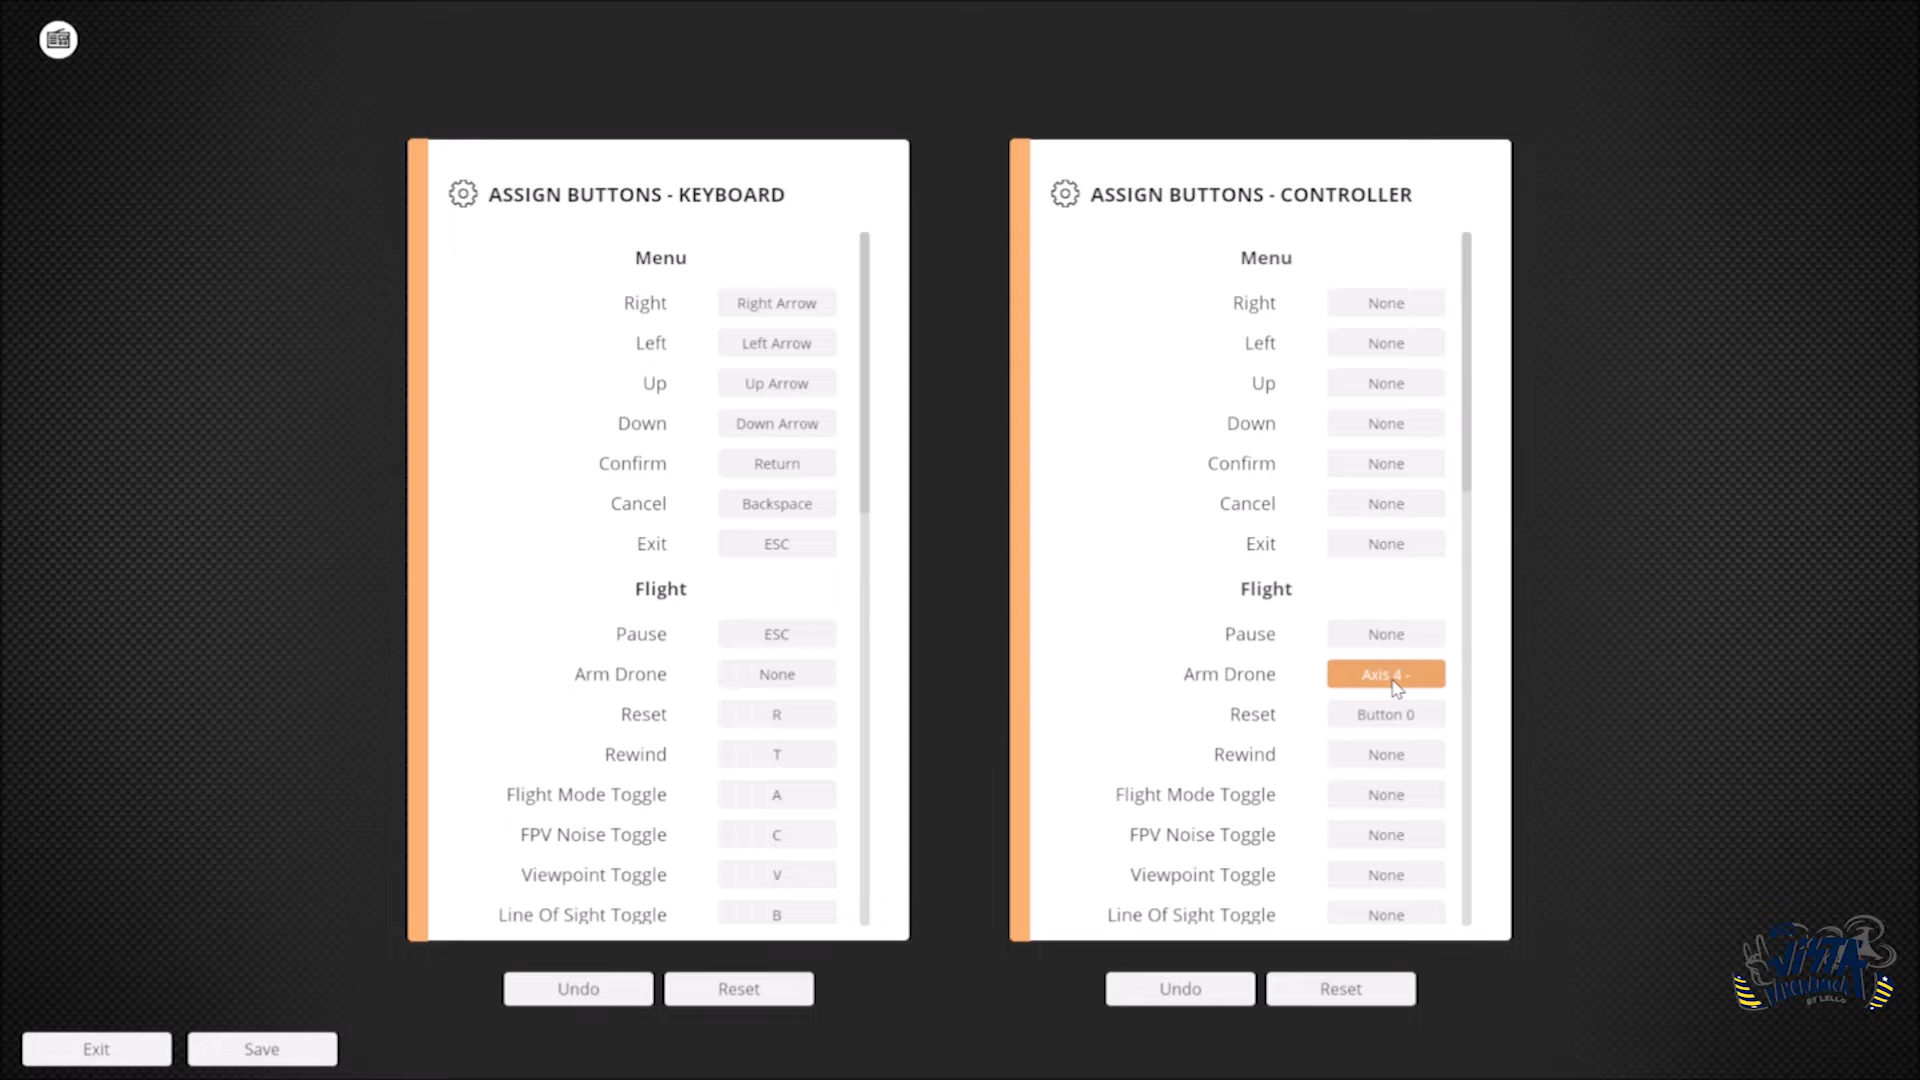 ASSIGN BUTTONS - KEYBOARD
Menu
Right Right Arrow
Left Left Arrow
Up Up Arrow
Down Down Arrow
Confirm Return
Cancel Backspace
Exit ESC
Flight
Pause ESC
Arm Drone None
Reset R
Rewind T
Flight Mode Toggle A
FPV Noise Toggle C
Viewpoint Toggle V
Line Of Sight Toggle B
Undo Reset
ASSIGN BUTTONS - CONTROLLER
Menu
Right None
Left None
Up None
Down None
Confirm None
Cancel None
Exit None
Flight
Pause None
Arm Drone Axis 4 -
Reset Button 0
Rewind None
Flight Mode Toggle None
FPV Noise Toggle None
Viewpoint Toggle None
Line Of Sight Toggle None
Undo Reset
Exit Save
BY LELLO